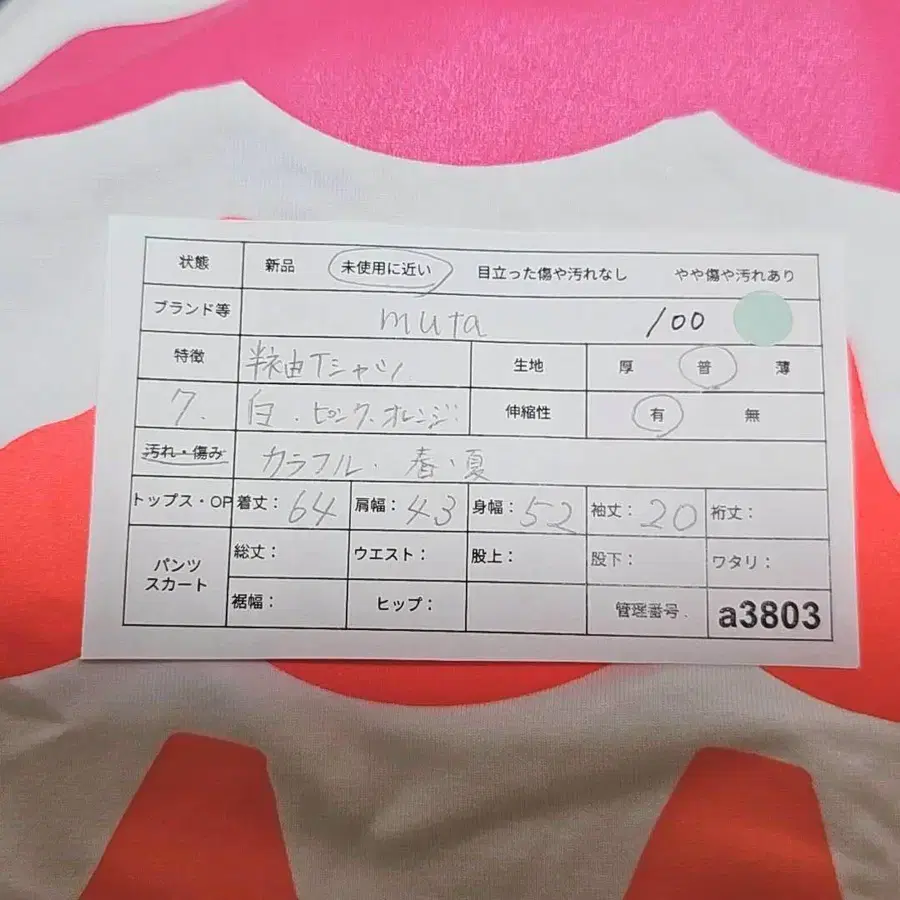 状態 新品 未使用に近い 目立った傷や汚れなし やや傷や汚れあり
ブランド等 muta /00
特徴 半袖Tシャツ 生地 厚 普 薄
7. 白.ピンク.オレンジ 伸縮性 有 無
汚れ・傷み カラフル.春.夏
トップス・OP 着丈:64 肩幅:43 身幅:52 袖丈:20 裄丈:
パンツ 総丈: ウエスト: 股上: 股下: ワタリ:
スカート 裾幅: ヒップ: 管理番号. a3803